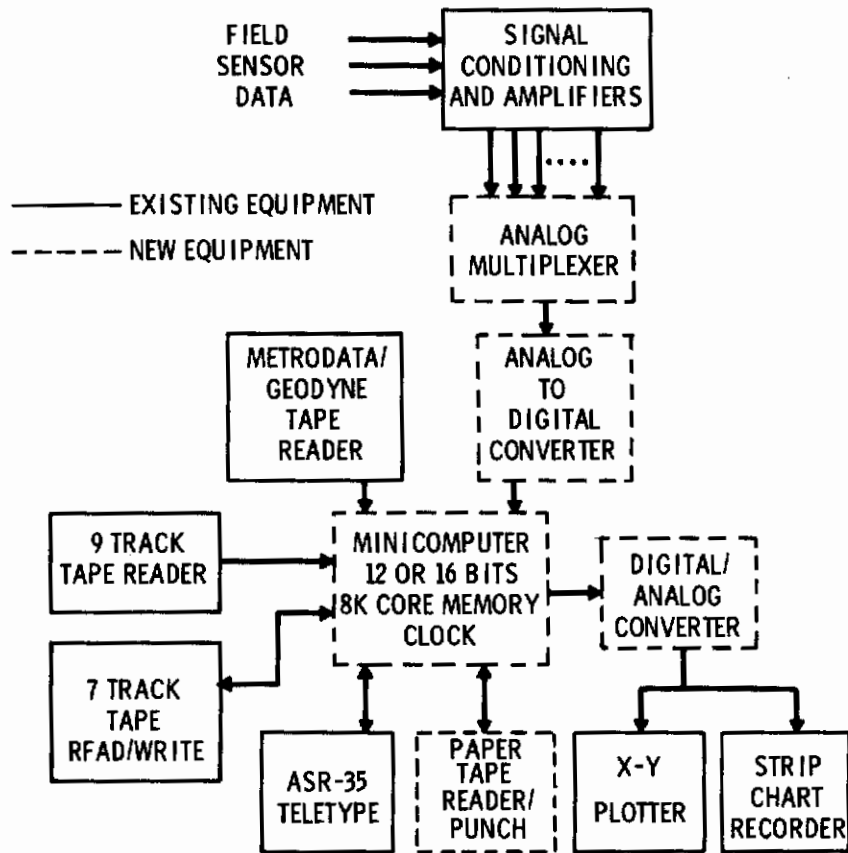 FIELD
SENSOR
DATA
SIGNAL
CONDITIONING
AND AMPLIFIERS
EXISTING EQUIPMENT
NEW EQUIPMENT
ANALOG
MULTIPLEXER
METRODATA/
GEODYNE
TAPE
READER
ANALOG
TO
DIGITAL
CONVERTER
9 TRACK
TAPE READER
MINICOMPUTER
12 OR 16 BITS
8K CORE MEMORY
CLOCK
DIGITAL/
ANALOG
CONVERTER
7 TRACK
TAPE
RFAD/WRITE
ASR-35
TELETYPE
PAPER
TAPE
READER/
PUNCH
X-Y
PLOTTER
STRIP
CHART
RECORDER